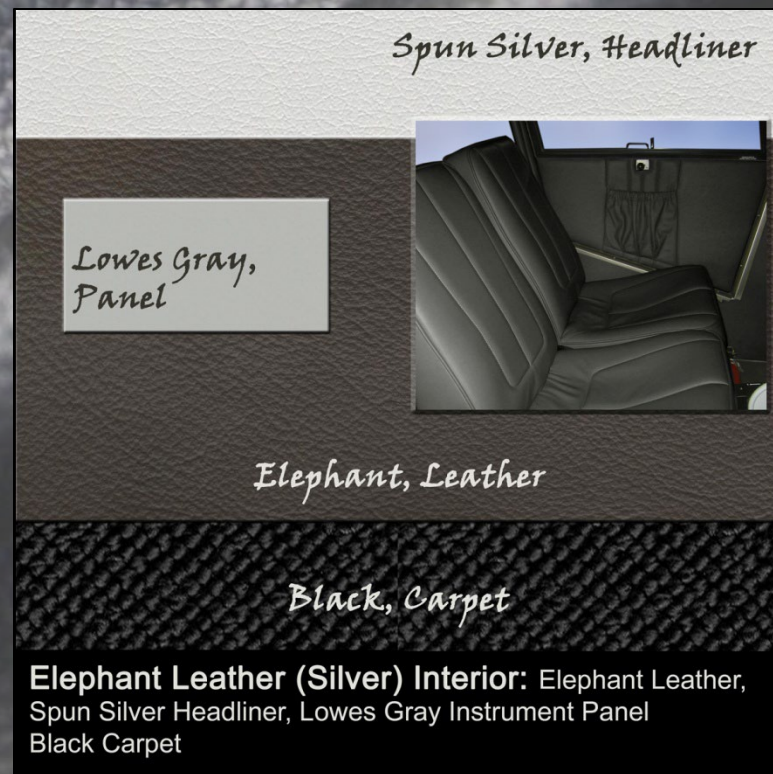 Spun Silver, Headliner
Lowes Gray,
Panel
Elephant, Leather
Black, Carpet
Elephant Leather (Silver) Interior: Elephant Leather,
Spun Silver Headliner, Lowes Gray Instrument Panel
Black Carpet